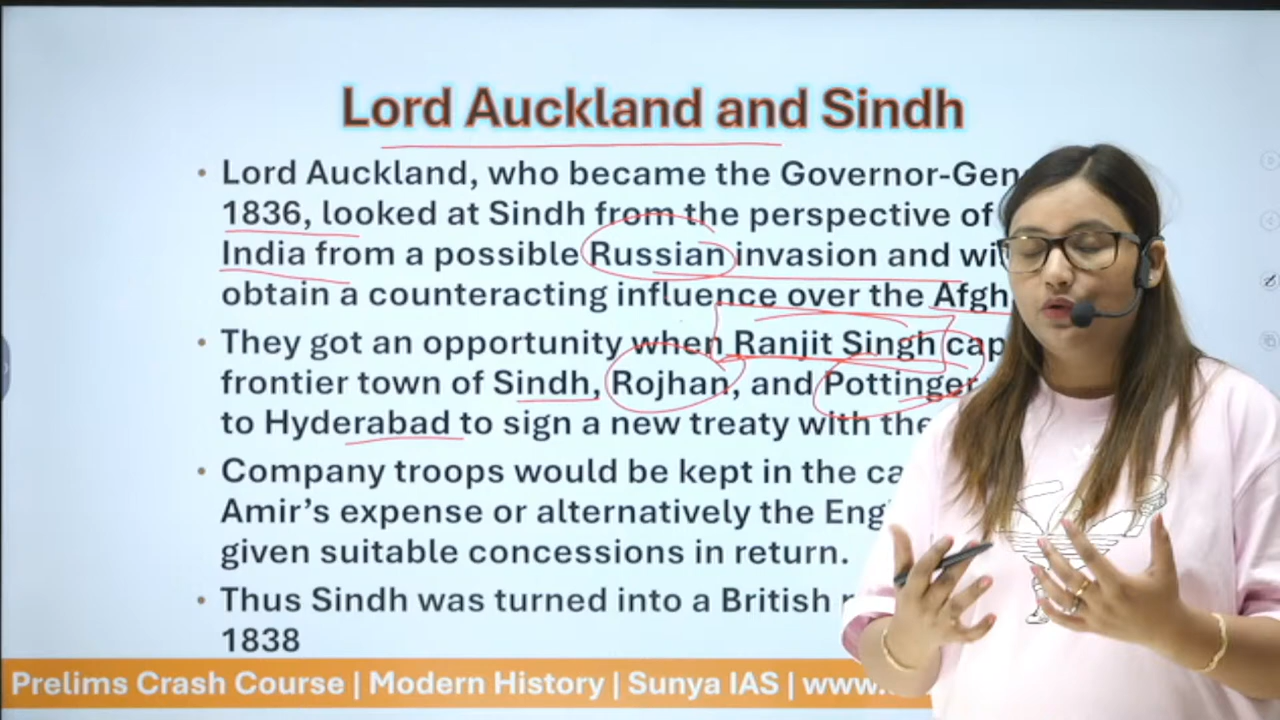 Lord Auckland and Sindh
• Lord Auckland, who became the Governor-Gen
1836, looked at Sindh from the perspective of
India from a possible Russian invasion and wi
obtain a counteracting influence over the Afgh
• They got an opportunity when Ranjit Singh cap
frontier town of Sindh, Rojhan, and Pottinger
to Hyderabad to sign a new treaty with the
• Company troops would be kept in the ca
Amir's expense or alternatively the Eng
given suitable concessions in return.
• Thus Sindh was turned into a British
1838
Prelims Crash Course | Modern History | Sunya IAS | www.